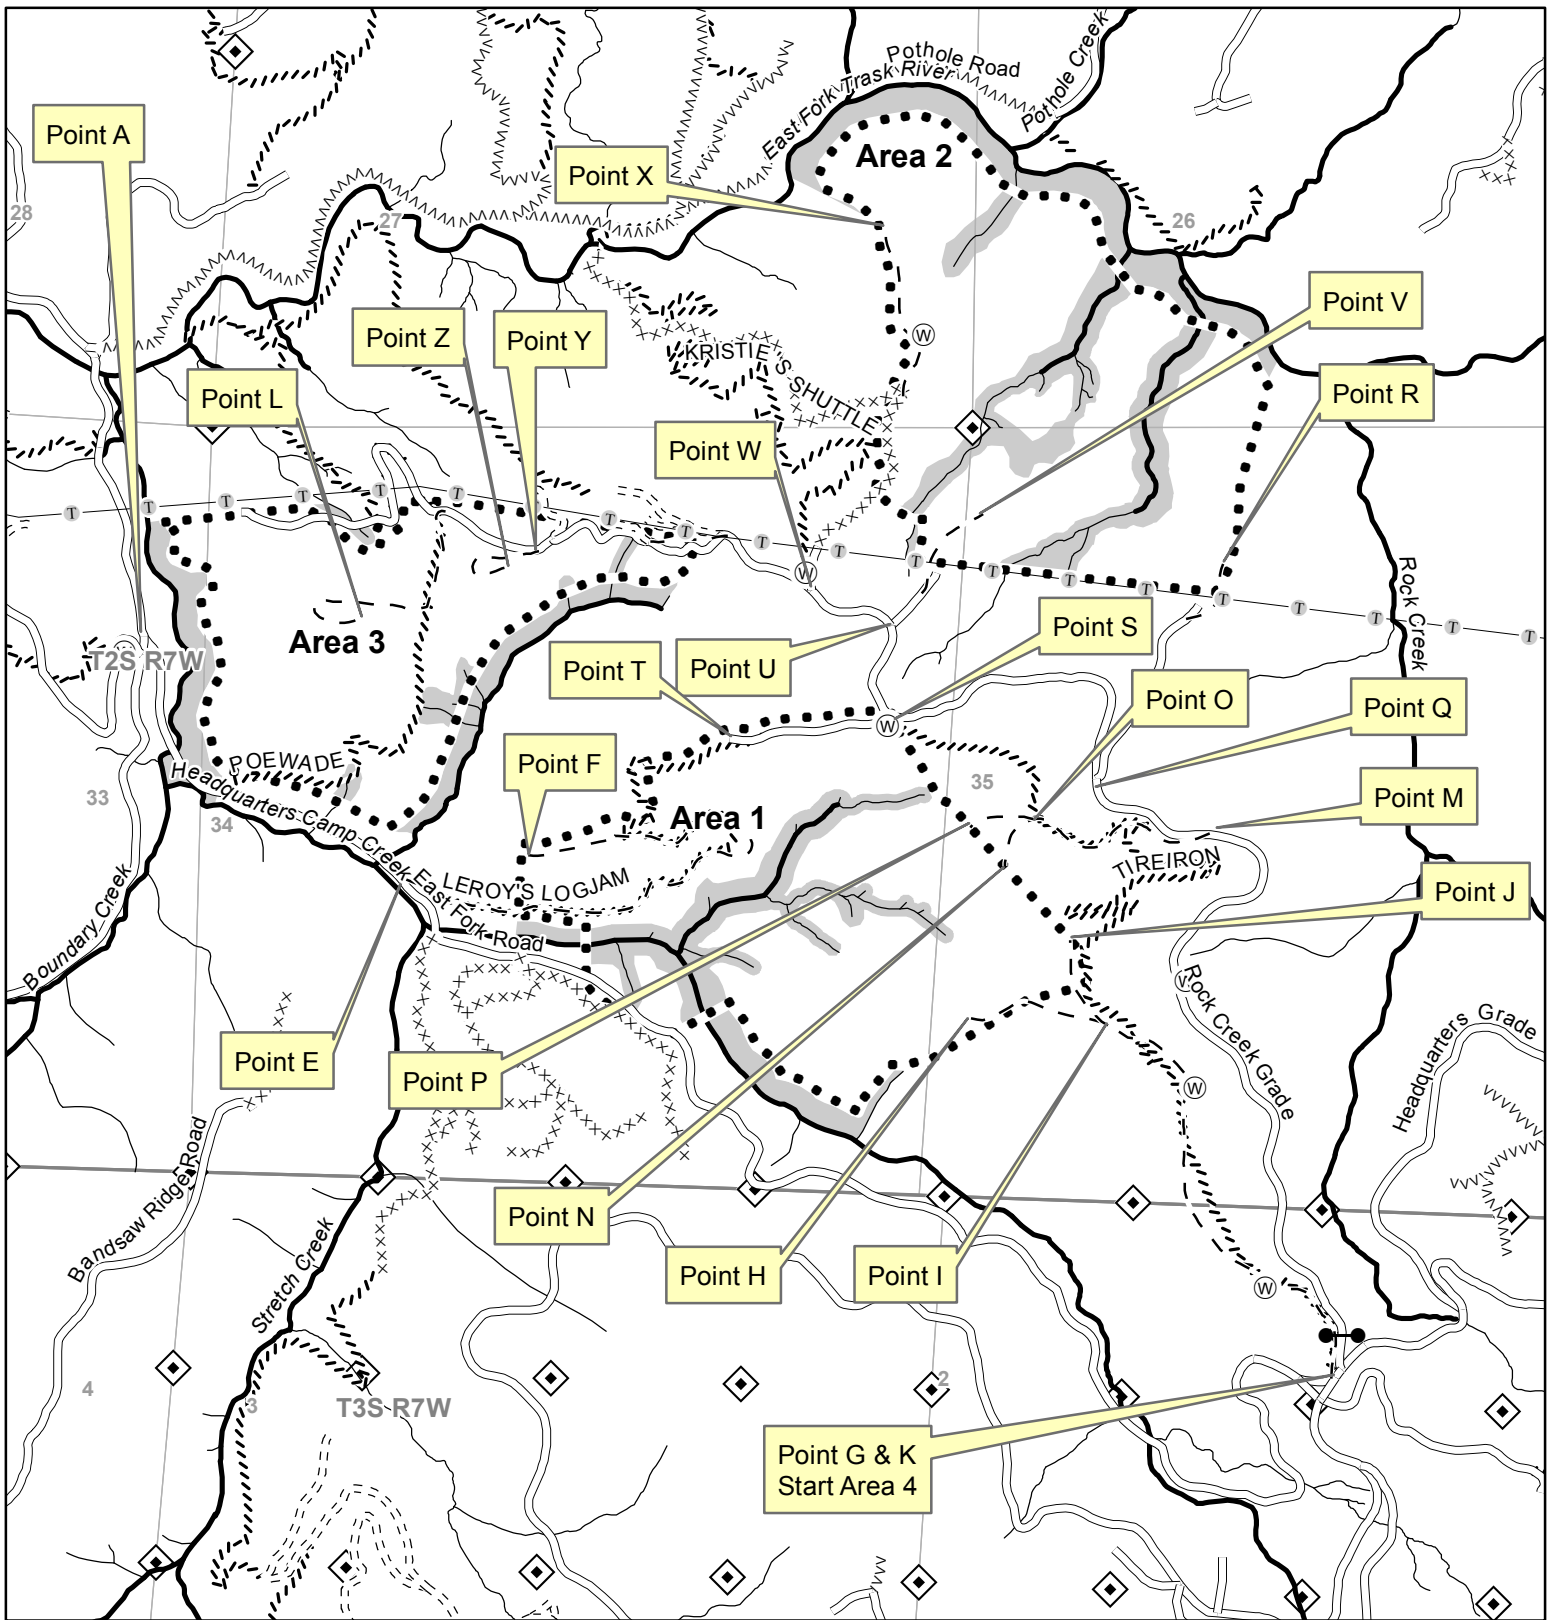 Pothole Road
East Fork Trask River
Pothole Creek
Point A
Area 2
Point X
28
27
26
Point V
Point Z
Point Y
KRISTIE'S SHUTTLE
Point L
Point R
Point W
T T T T T T T T T T T T T T T T T T T T
W
W
Rock Creek
Area 3
Point S
T2S R7W
Point T
Point U
Point O
Point Q
W
POEWADE
Point F
35
Point M
33
34
Headquarters Camp Creek East Fork Road
Area 1
TIREIRON
LEROY'S LOGJAM
Point J
Boundary Creek
W
Rock Creek Grade
Headquarters Grade
Point E
Point P
W
Bandsaw Ridge Road
Point N
Stretch Creek
Point H
Point I
W
4
3
T3S R7W
2
Point G & K
Start Area 4